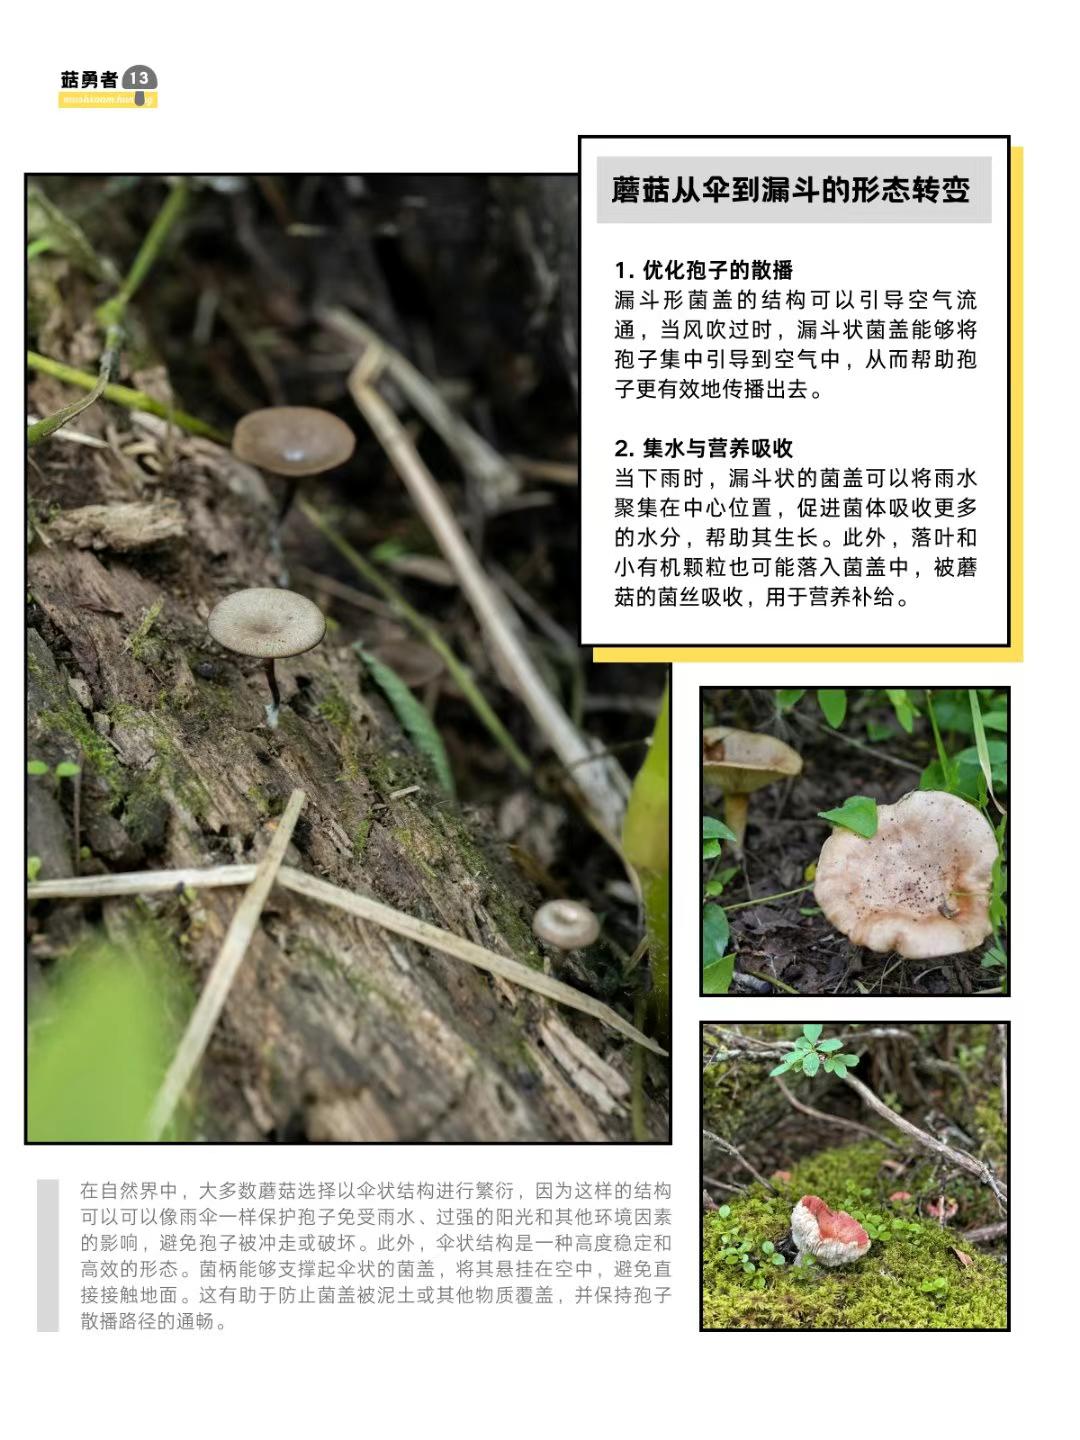 菇勇者 13
蘑菇从伞到漏斗的形态转变
1. 优化孢子的散播
漏斗形菌盖的结构可以引导空气流
通，当风吹过时，漏斗状菌盖能够将
孢子集中引导到空气中，从而帮助孢
子更有效地传播出去。
2. 集水与营养吸收
当下雨时，漏斗状的菌盖可以将雨水
聚集在中心位置，促进菌体吸收更多
的水分，帮助其生长。此外，落叶和
小有机颗粒也可能落入菌盖中，被蘑
菇的菌丝吸收，用于营养补给。
在自然界中，大多数蘑菇选择以伞状结构进行繁衍，因为这样的结构
可以可以像雨伞一样保护孢子免受雨水、过强的阳光和其他环境因素
的影响，避免孢子被冲走或破坏。此外，伞状结构是一种高度稳定和
高效的形态。菌柄能够支撑起伞状的菌盖，将其悬挂在空中，避免直
接接触地面。这有助于防止菌盖被泥土或其他物质覆盖，并保持孢子
散播路径的通畅。